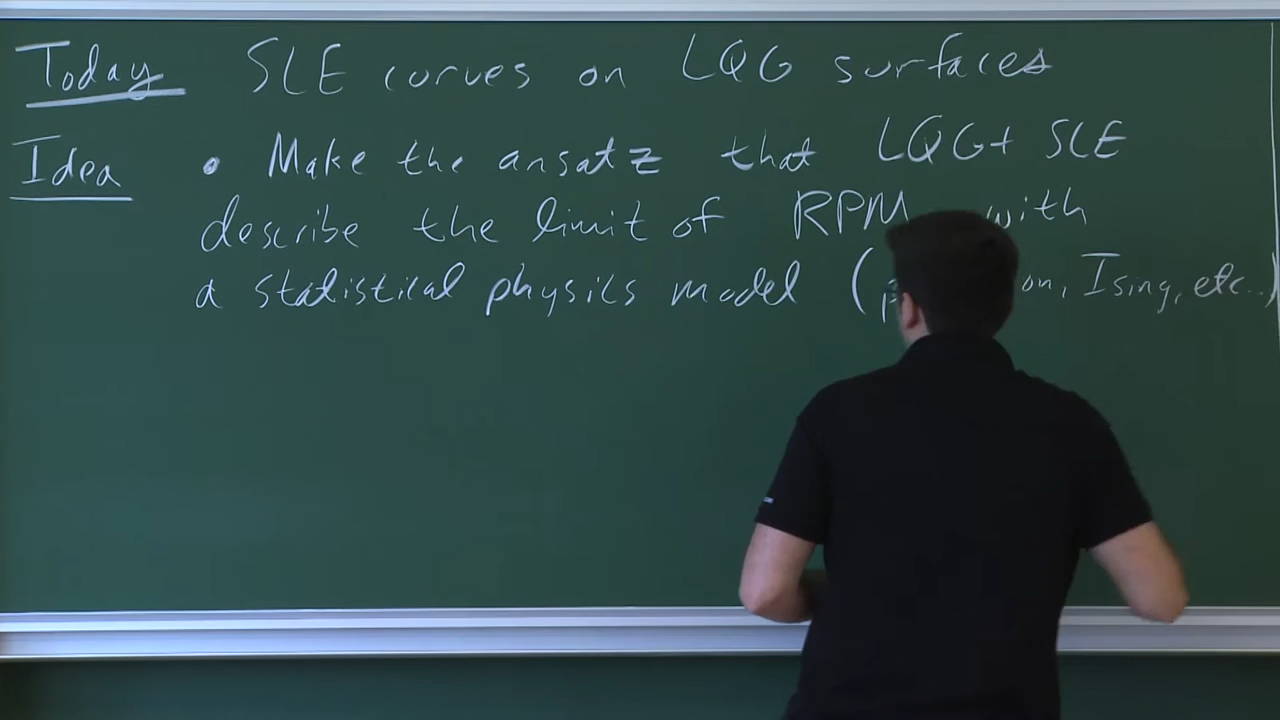 Today SLE curves on LQG surfaces
Idea • Make the ansatz that LQG+ SLE
describe the limit of RPM with
a statistical physics model ( on, Ising, etc..)